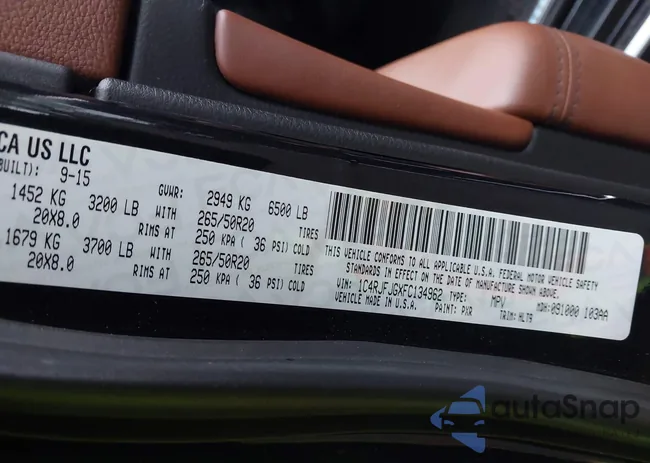 CA US LLC
BUILT): 9-15
GVWR: 2949 KG 6500 LB
1452 KG 3200 LB WITH 265/50R20 TIRES
20X8.0 RIMS AT 250 KPA ( 36 PSI) COLD
1679 KG 3700 LB WITH 265/50R20 TIRES
20X8.0 RIMS AT 250 KPA ( 36 PSI) COLD
THIS VEHICLE CONFORMS TO ALL APPLICABLE U.S.A. FEDERAL MOTOR VEHICLE SAFETY
STANDARDS IN EFFECT ON THE DATE OF MANUFACTURE SHOWN ABOVE.
VIN: 1C4RJFJGXFC134962 TYPE: MPV MDH: 091000 103AA
PAINT: PXR TRIM: HLT9
autoSnap